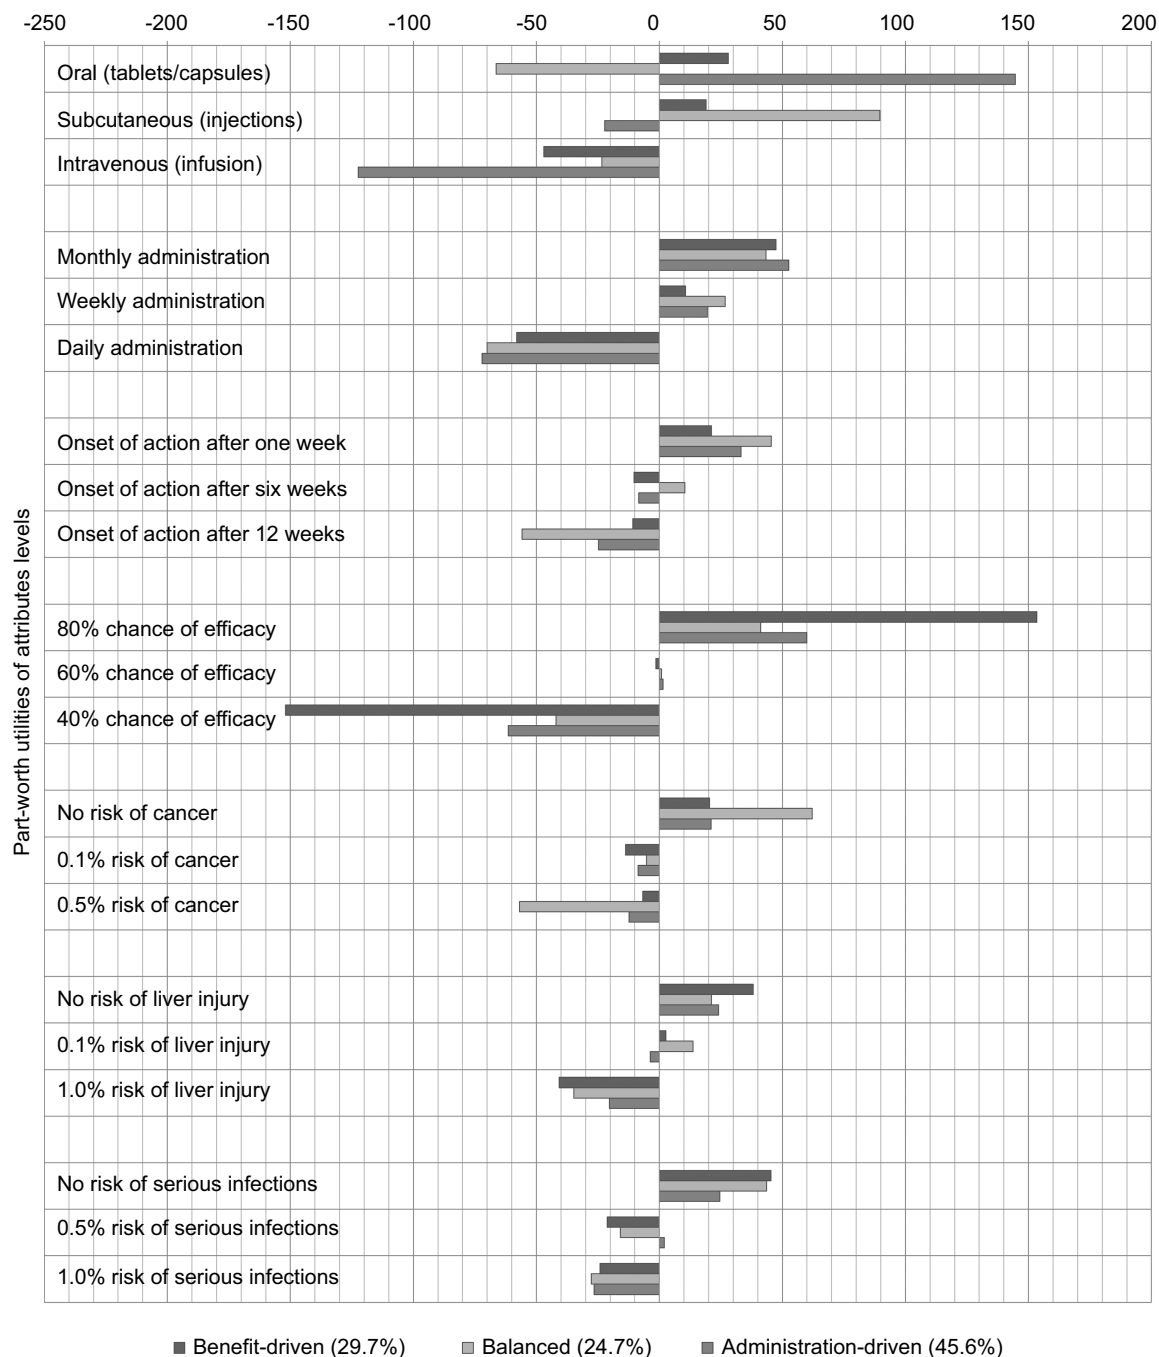 -250 -200 -150 -100 -50 0 50 100 150 200
Oral (tablets/capsules)
Subcutaneous (injections)
Intravenous (infusion)
Monthly administration
Weekly administration
Daily administration
Onset of action after one week
Onset of action after six weeks
Onset of action after 12 weeks
80% chance of efficacy
60% chance of efficacy
40% chance of efficacy
No risk of cancer
0.1% risk of cancer
0.5% risk of cancer
No risk of liver injury
0.1% risk of liver injury
1.0% risk of liver injury
No risk of serious infections
0.5% risk of serious infections
1.0% risk of serious infections
Part-worth utilities of attributes levels
Benefit-driven (29.7%) Balanced (24.7%) Administration-driven (45.6%)